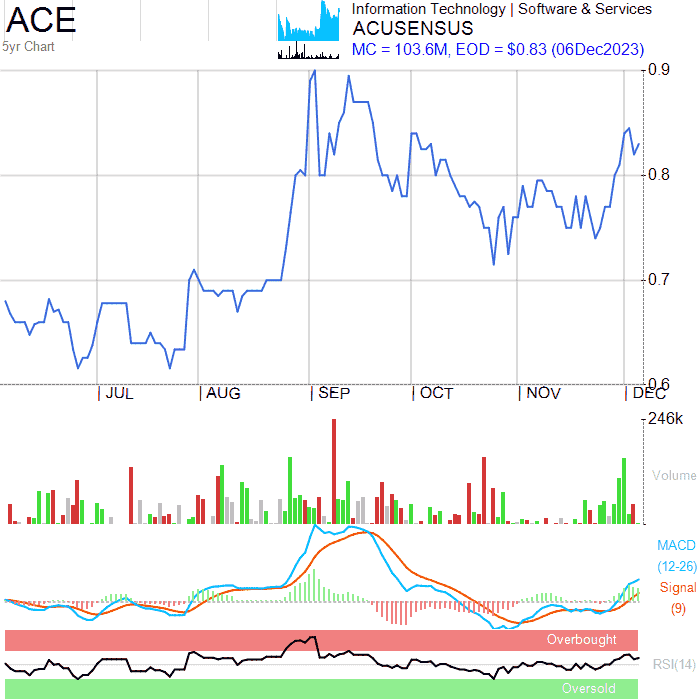 ACE
5yr Chart
Information Technology | Software & Services
ACUSENSUS
MC = 103.6M, EOD = $0.83 (06Dec2023)
0.9
0.8
0.7
0.6
| JUL | AUG | SEP | OCT | NOV | DEC
246k
Volume
MACD
(12-26)
Signal
(9)
Overbought
RSI(14)
Oversold